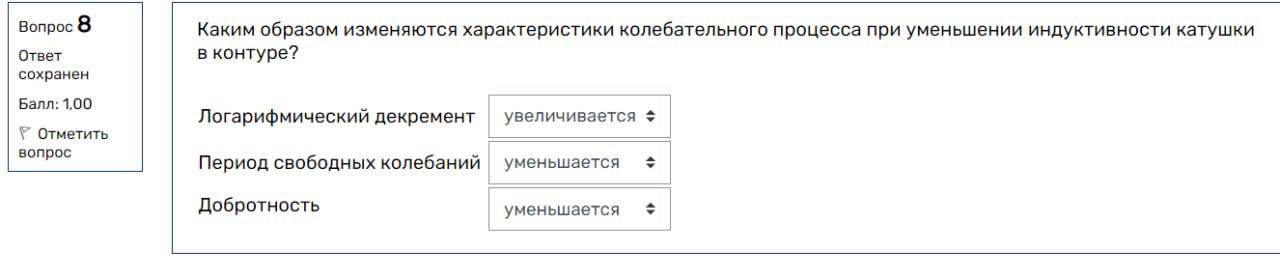 Вопрос 8
Ответ
сохранен
Балл: 1,00
Отметить
вопрос
Каким образом изменяются характеристики колебательного процесса при уменьшении индуктивности катушки
в контуре?
Логарифмический декремент увеличивается
Период свободных колебаний уменьшается
Добротность уменьшается